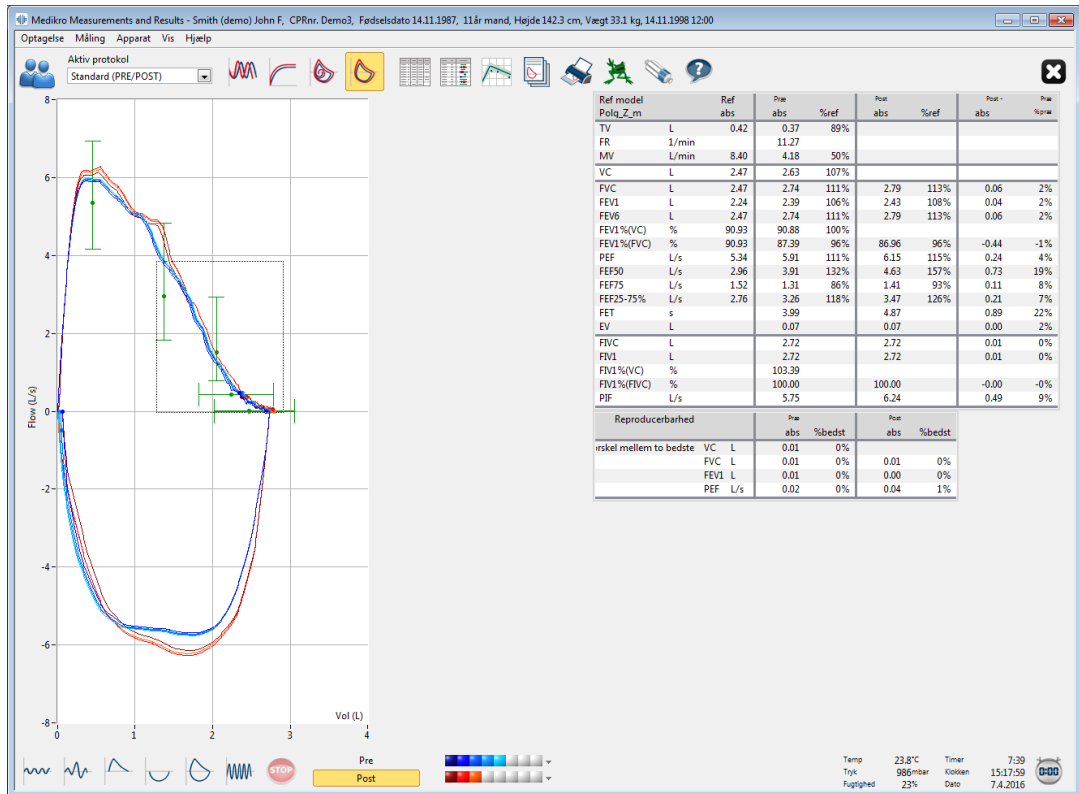 Medikro Measurements and Results - Smith (demo) John F, CPRnr. Demo3, Fødselsdato 14.11.1987, 11år mand, Højde 142.3 cm, Vægt 33.1 kg, 14.11.1998 12:00
Optagelse Måling Apparat Vis Hjælp
Aktiv protokol
Standard (PRE/POST)
Ref model Ref Præ Post Post - Præ
Polg_Z_m abs abs %ref abs %ref abs %præ
TV L 0.42 0.37 89%
FR 1/min 11.27
MV L/min 8.40 4.18 50%
VC L 2.47 2.63 107%
FVC L 2.47 2.74 111% 2.79 113% 0.06 2%
FEV1 L 2.24 2.39 106% 2.43 108% 0.04 2%
FEV6 L 2.47 2.74 111% 2.79 113% 0.06 2%
FEV1%(VC) % 90.93 90.88 100%
FEV1%(FVC) % 90.93 87.39 96% 86.96 96% -0.44 -1%
PEF L/s 5.34 5.91 111% 6.15 115% 0.24 4%
FEF50 L/s 2.96 3.91 132% 4.63 157% 0.73 19%
FEF75 L/s 1.52 1.31 86% 1.41 93% 0.11 8%
FEF25-75% L/s 2.76 3.26 118% 3.47 126% 0.21 7%
FET s 3.99 4.87 0.89 22%
EV L 0.07 0.07 0.00 2%
FIVC L 2.72 2.72 0.01 0%
FIV1 L 2.72 2.72 0.01 0%
FIV1%(VC) % 103.39
FIV1%(FIVC) % 100.00 100.00 -0.00 -0%
PIF L/s 5.75 6.24 0.49 9%
Reproducerbarhed Præ Post
abs %bedst abs %bedst
rskel mellem to bedste VC L 0.01 0%
FVC L 0.01 0% 0.01 0%
FEV1 L 0.01 0% 0.00 0%
PEF L/s 0.02 0% 0.04 1%
8
6
4
2
0
-2
-4
-6
-8
Flow (L/s)
Vol (L)
0 1 2 3 4
STOP
Pre
Post
Temp 23.8°C Timer 7:39
Tryk 986mbar Klokken 15:17:59
Fugtighed 23% Dato 7.4.2016
0:00